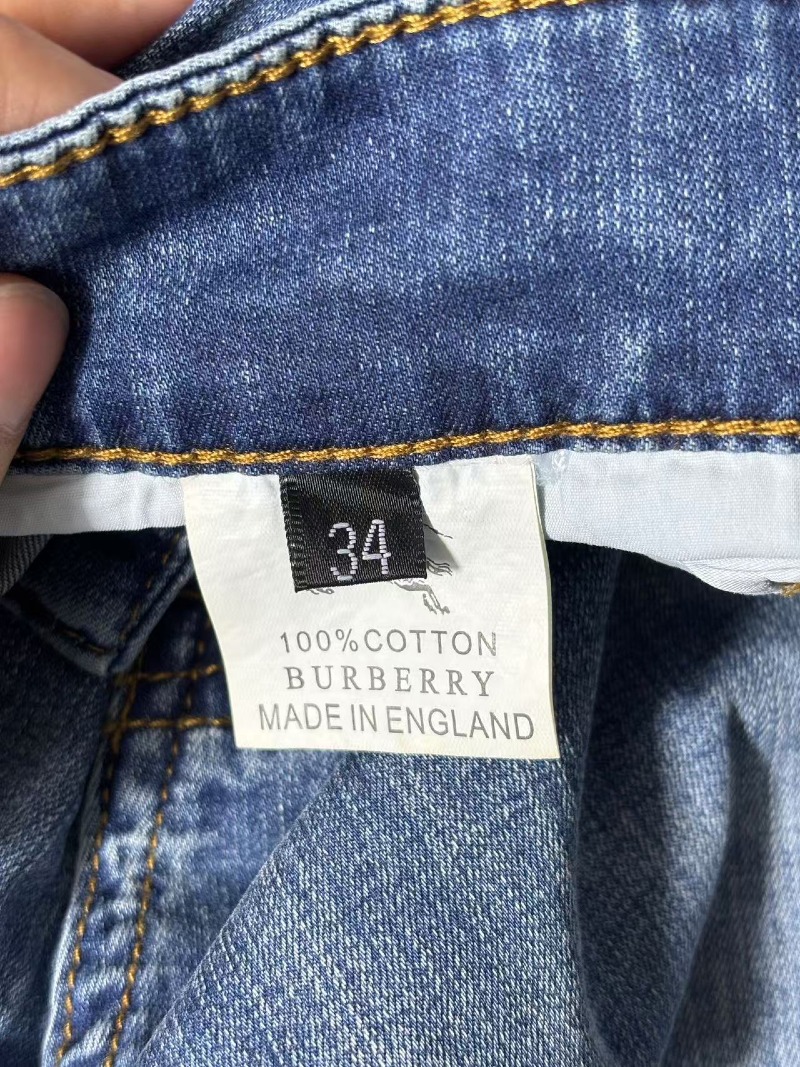 34
100% COTTON
BURBERRY
MADE IN ENGLAND